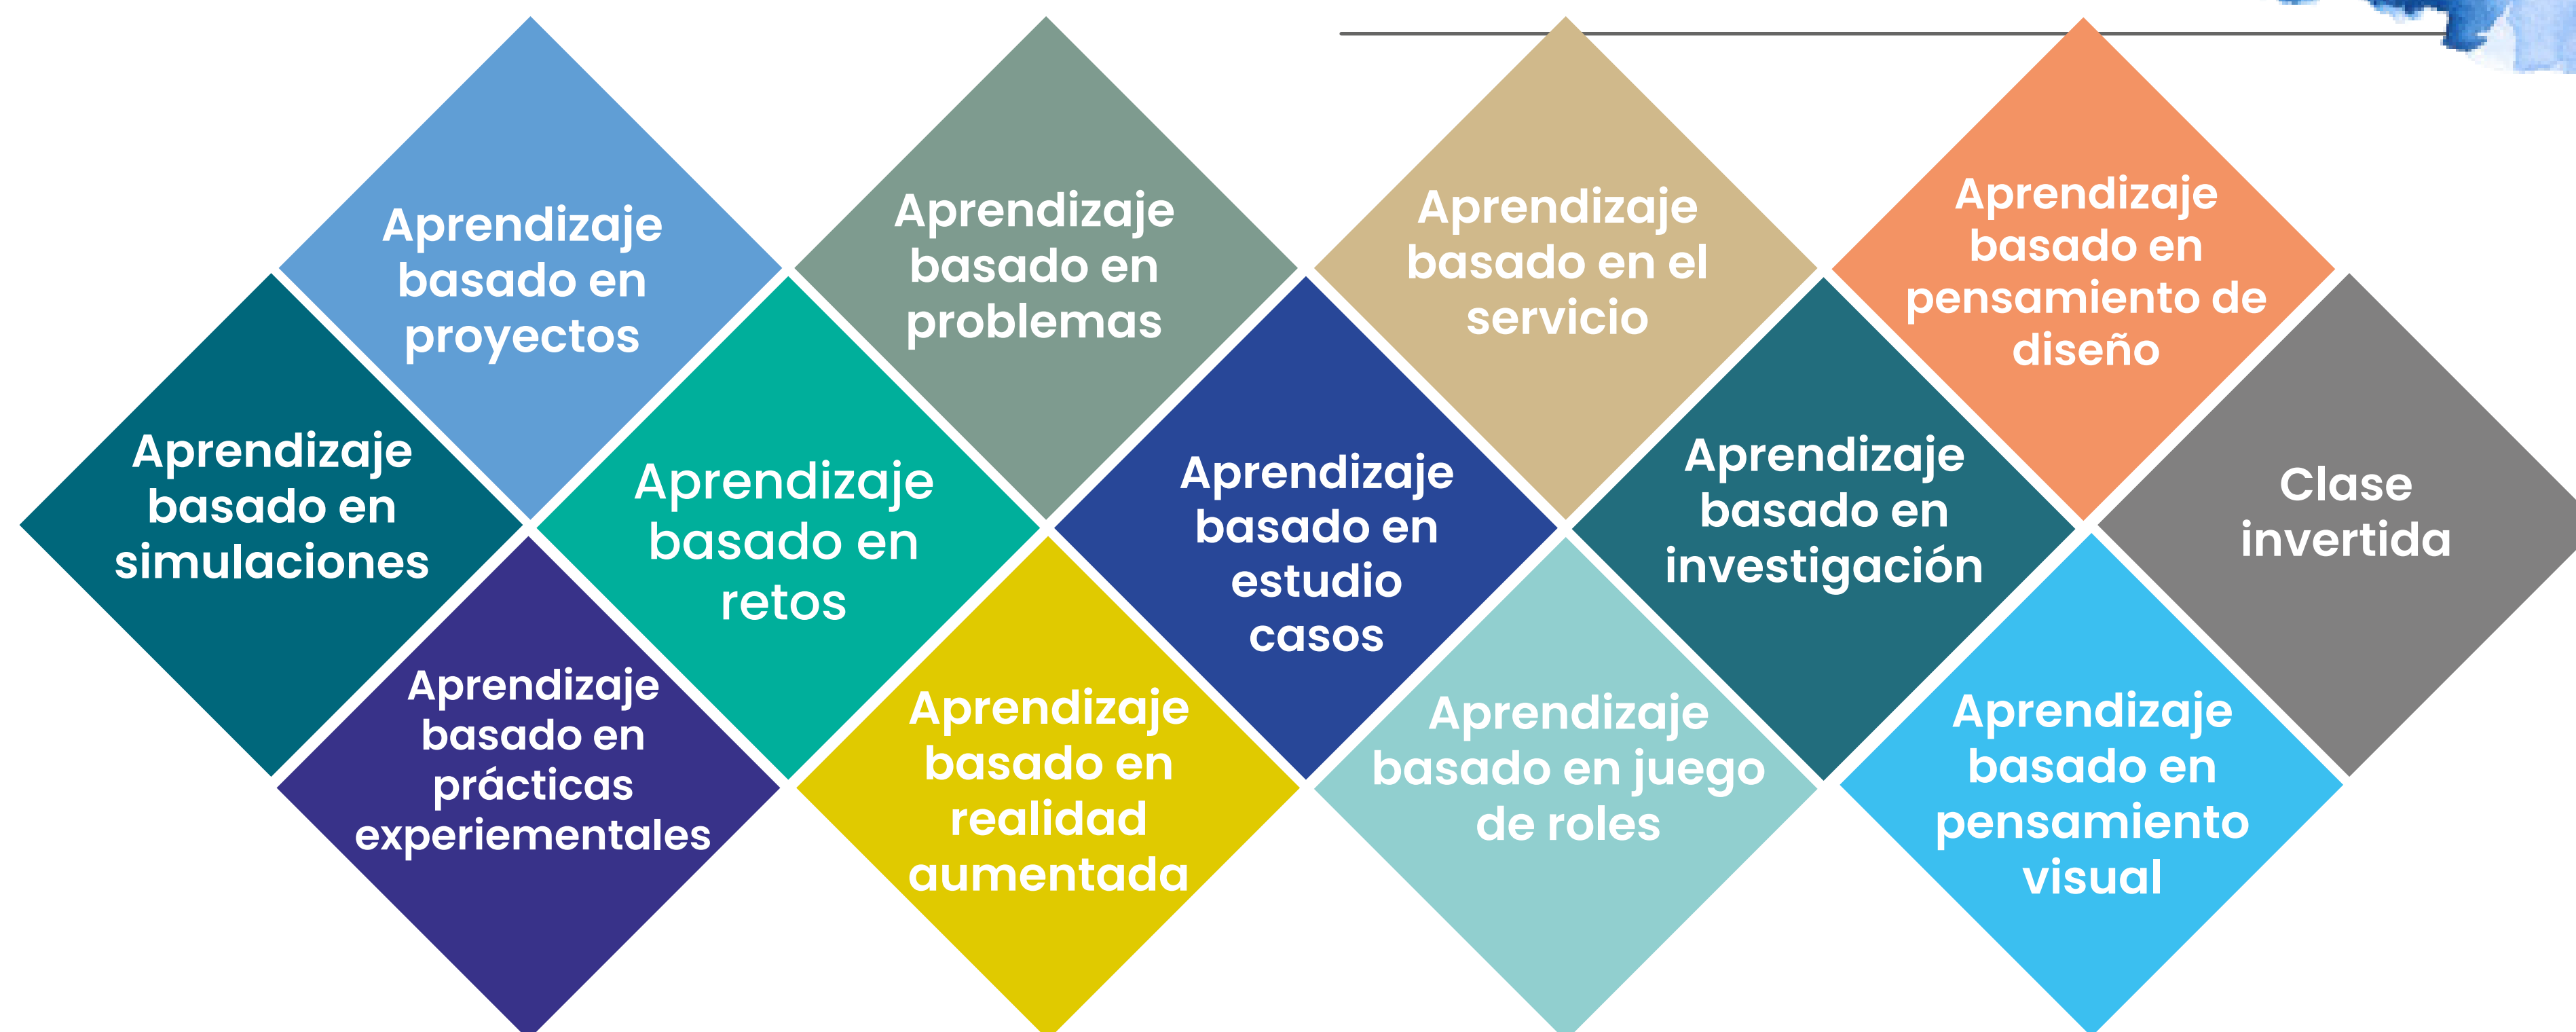 Aprendizaje
basado en
proyectos
Aprendizaje
basado en
problemas
Aprendizaje
basado en el
servicio
Aprendizaje
basado en
pensamiento de
diseño
Aprendizaje
basado en
simulaciones
Aprendizaje
basado en
retos
Aprendizaje
basado en
estudio
casos
Aprendizaje
basado en
investigación
Clase
invertida
Aprendizaje
basado en
prácticas
experiementales
Aprendizaje
basado en
realidad
aumentada
Aprendizaje
basado en juego
de roles
Aprendizaje
basado en
pensamiento
visual